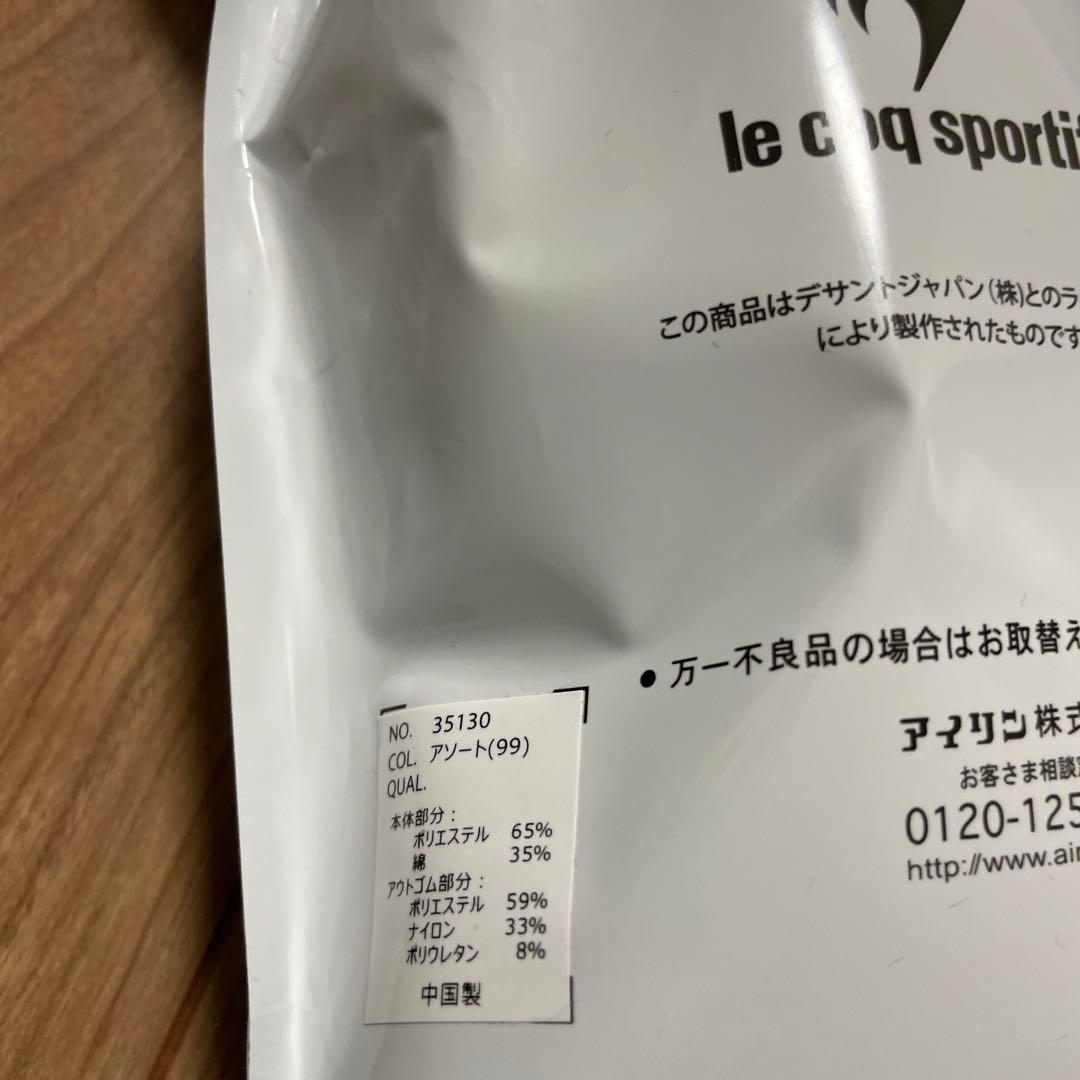 le coq sportif
この商品はデサントジャパン(株)とのラ
により製作されたものです
● 万一不良品の場合はお取替え
アイリン株式
お客さま相談窓
0120-125
http://www.air
NO. 35130
COL. アソート(99)
QUAL.
本体部分:
ポリエステル 65%
綿 35%
アウトゴム部分:
ポリエステル 59%
ナイロン 33%
ポリウレタン 8%
中国製